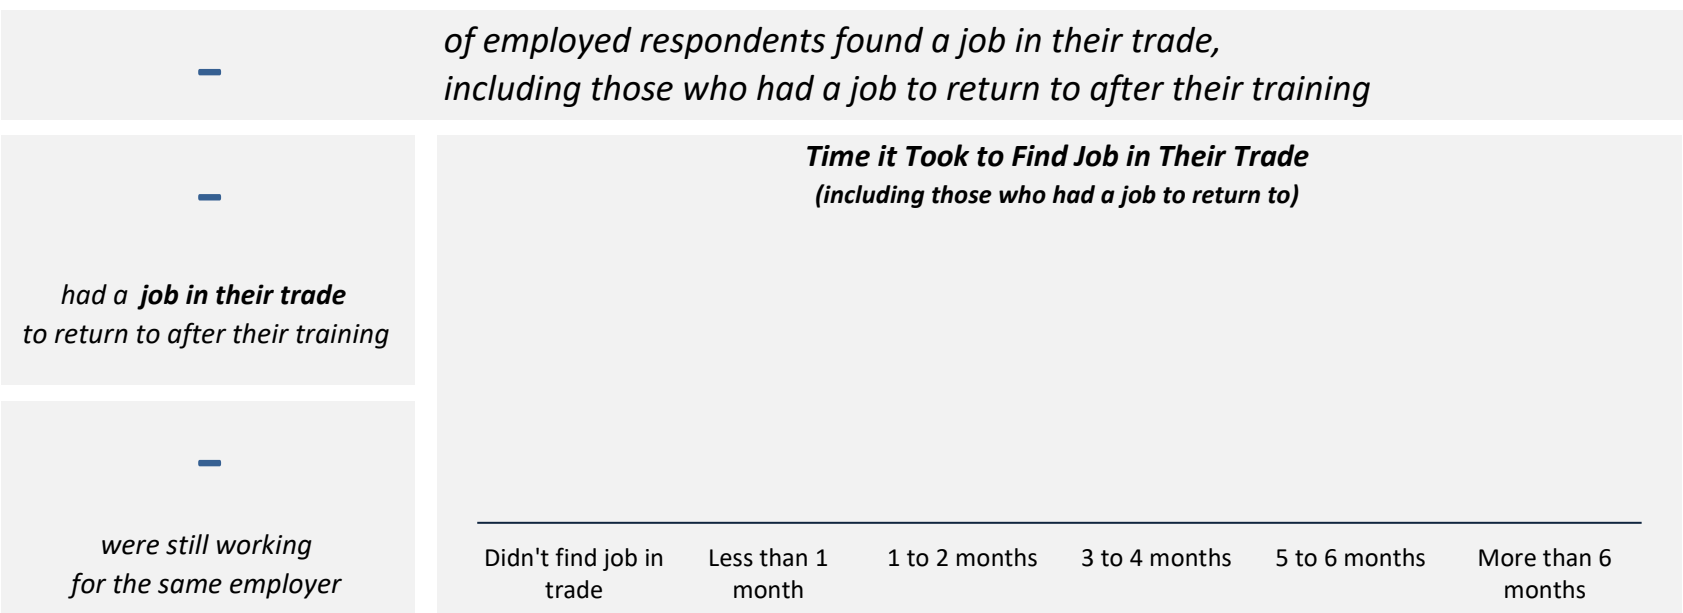 –
of employed respondents found a job in their trade,
including those who had a job to return to after their training
–
had a job in their trade
to return to after their training
–
were still working
for the same employer
Time it Took to Find Job in Their Trade
(including those who had a job to return to)
Didn't find job in
trade
Less than 1
month
1 to 2 months
3 to 4 months
5 to 6 months
More than 6
months